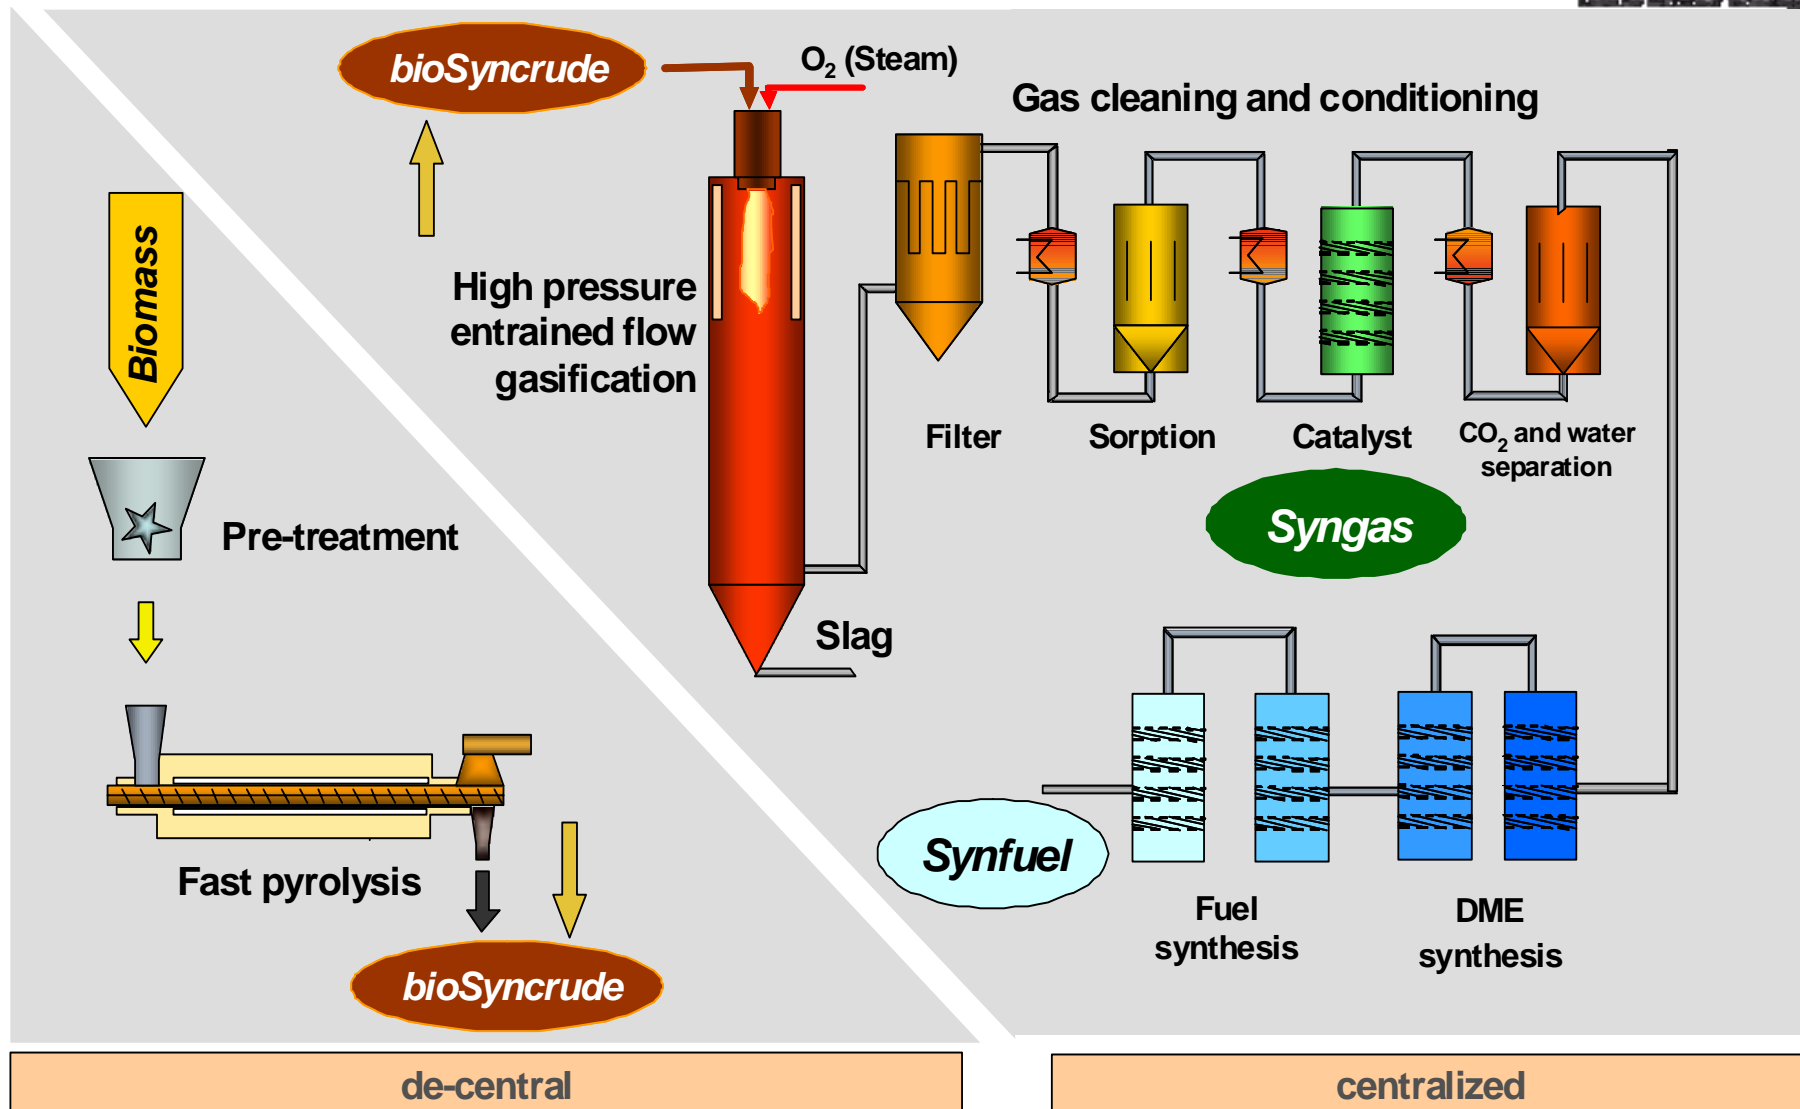 bioSyncrude
O2 (Steam)
Gas cleaning and conditioning
Biomass
High pressure
entrained flow
gasification
Filter
Sorption
Catalyst
CO2 and water
separation
Syngas
Pre-treatment
Slag
Fast pyrolysis
Synfuel
Fuel
synthesis
DME
synthesis
bioSyncrude
de-central
centralized